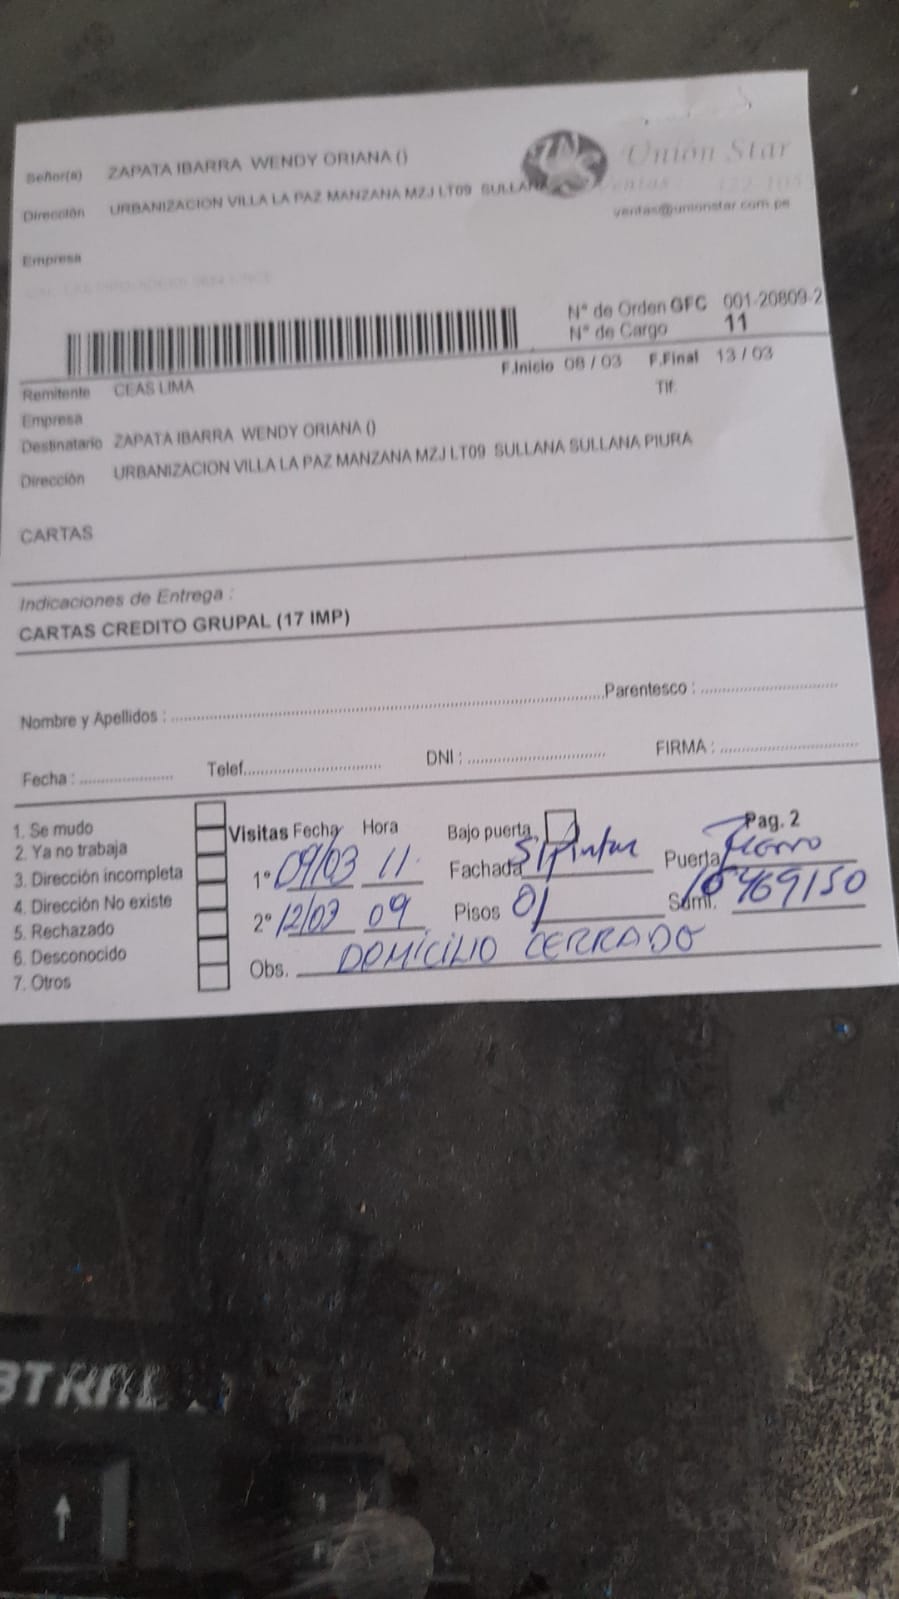 Señor(a) ZAPATA IBARRA WENDY ORIANA ()
Unión Star
Dirección URBANIZACION VILLA LA PAZ MANZANA MZJ LT09 SULLANA
ventas@unionstar.com.pe
Empresa
N° de Orden GFC 001-20809-2
N° de Cargo 11
F.Inicio 08 / 03 F.Final 13 / 03
Remitente CEAS LIMA
Tlf.
Empresa
Destinatario ZAPATA IBARRA WENDY ORIANA ()
Dirección URBANIZACION VILLA LA PAZ MANZANA MZJ LT09 SULLANA SULLANA PIURA
CARTAS
Indicaciones de Entrega :
CARTAS CREDITO GRUPAL (17 IMP)
Nombre y Apellidos : Parentesco :
Fecha : Telef. DNI : FIRMA :
1. Se mudo
2. Ya no trabaja
3. Dirección incompleta
4. Dirección No existe
5. Rechazado
6. Desconocido
7. Otros
Visitas Fecha Hora Bajo puerta Pag. 2
1° 09/03 11 Fachada S/Pintar Puerta Fierro
2° 12/03 09 Pisos 01 Sumi. 10469150
Obs. DOMICILIO CERRADO